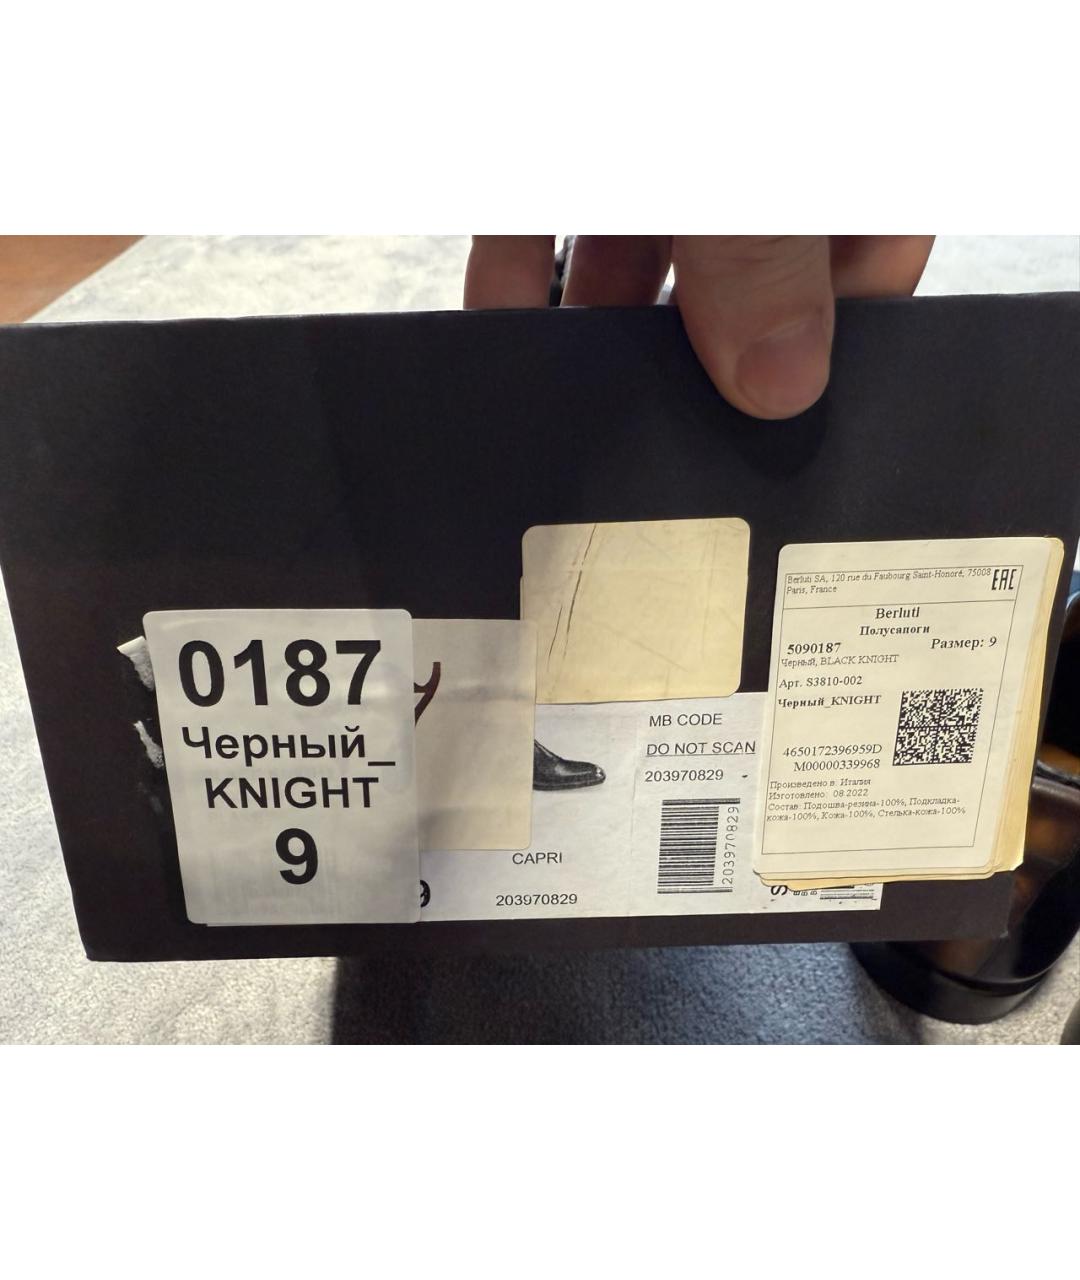 0187
Черный_
KNIGHT
9
CAPRI
9
203970829
MB CODE
DO NOT SCAN
203970829 -
203970829
Berluti SA, 120 rue du Faubourg Saint-Honoré, 75008
Paris, France
EAC
Berluti
Полусапоги
5090187 Размер: 9
Черный, BLACK KNIGHT
Арт. S3810-002
Черный_KNIGHT
4650172396959D
M00000339968
Произведено в: Италия
Изготовлено: 08.2022
Состав: Подошва-резина-100%, Подкладка-
кожа-100%, Кожа-100%, Стелька-кожа-100%